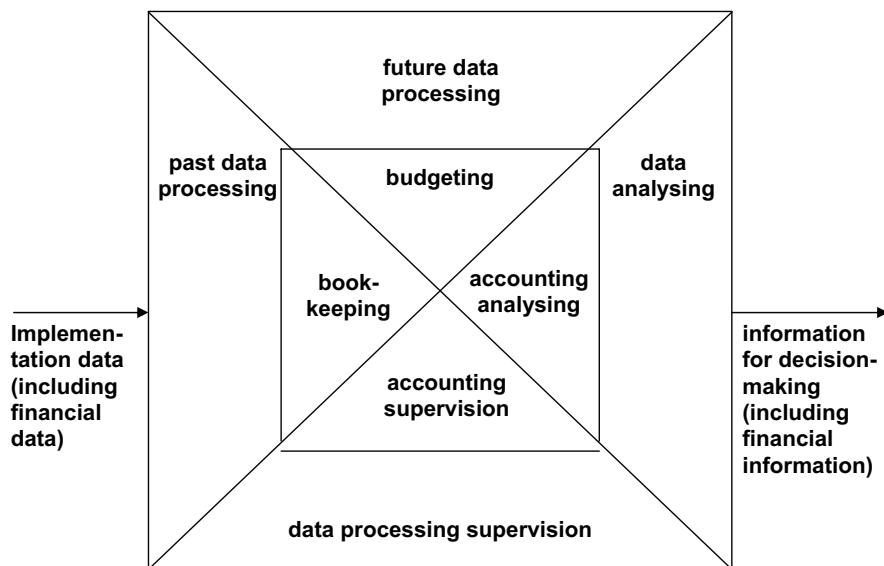 future data
processing
past data
processing
budgeting
data
analysing
book-
keeping
accounting
analysing
Implemen-
tation data
(including
financial
data)
information
for decision-
making
(including
financial
information)
accounting
supervision
data processing supervision